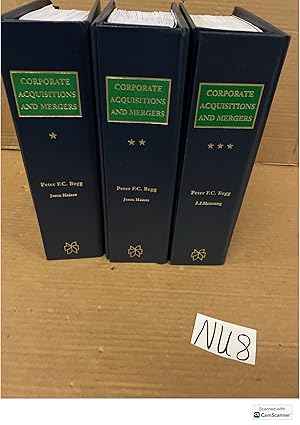 CORPORATE
ACQUISITIONS
AND MERGERS
*
Peter F.C. Begg
Jason Haines
CORPORATE
ACQUISITIONS
AND MERGERS
**
Peter F.C. Begg
Jason Haines
CORPORATE
ACQUISITIONS
AND MERGERS
***
Peter F.C. Begg
J.J.Henning
NU8
Scanned with
CS CamScanner